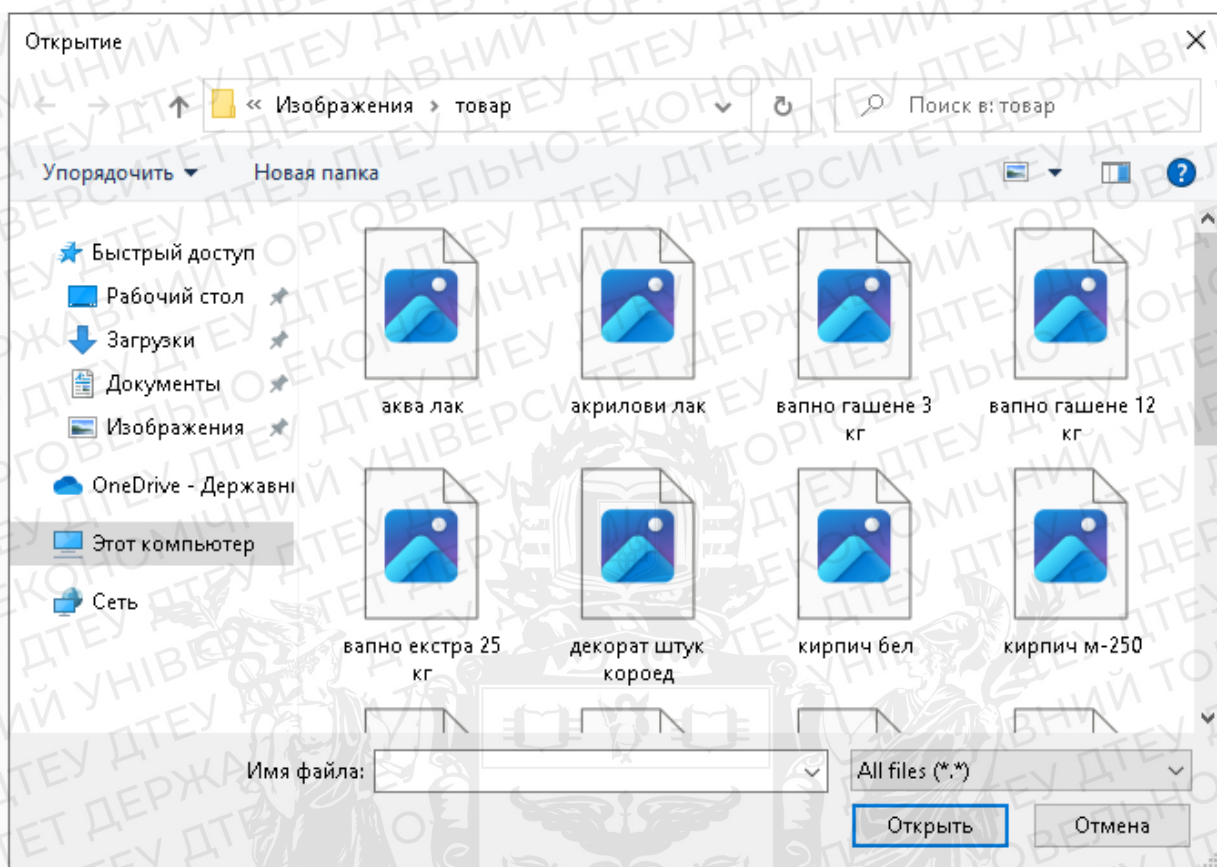 Открытие
« Изображения › товар
Поиск в: товар
Упорядочить
Новая папка
Быстрый доступ
Рабочий стол
Загрузки
Документы
Изображения
OneDrive - Державні
Этот компьютер
Сеть
аква лак
акрилови лак
вапно гашене 3
кг
вапно гашене 12
кг
вапно екстра 25
кг
декорат штук
короед
кирпич бел
кирпич м-250
Имя файла:
All files (*.*)
Открыть
Отмена